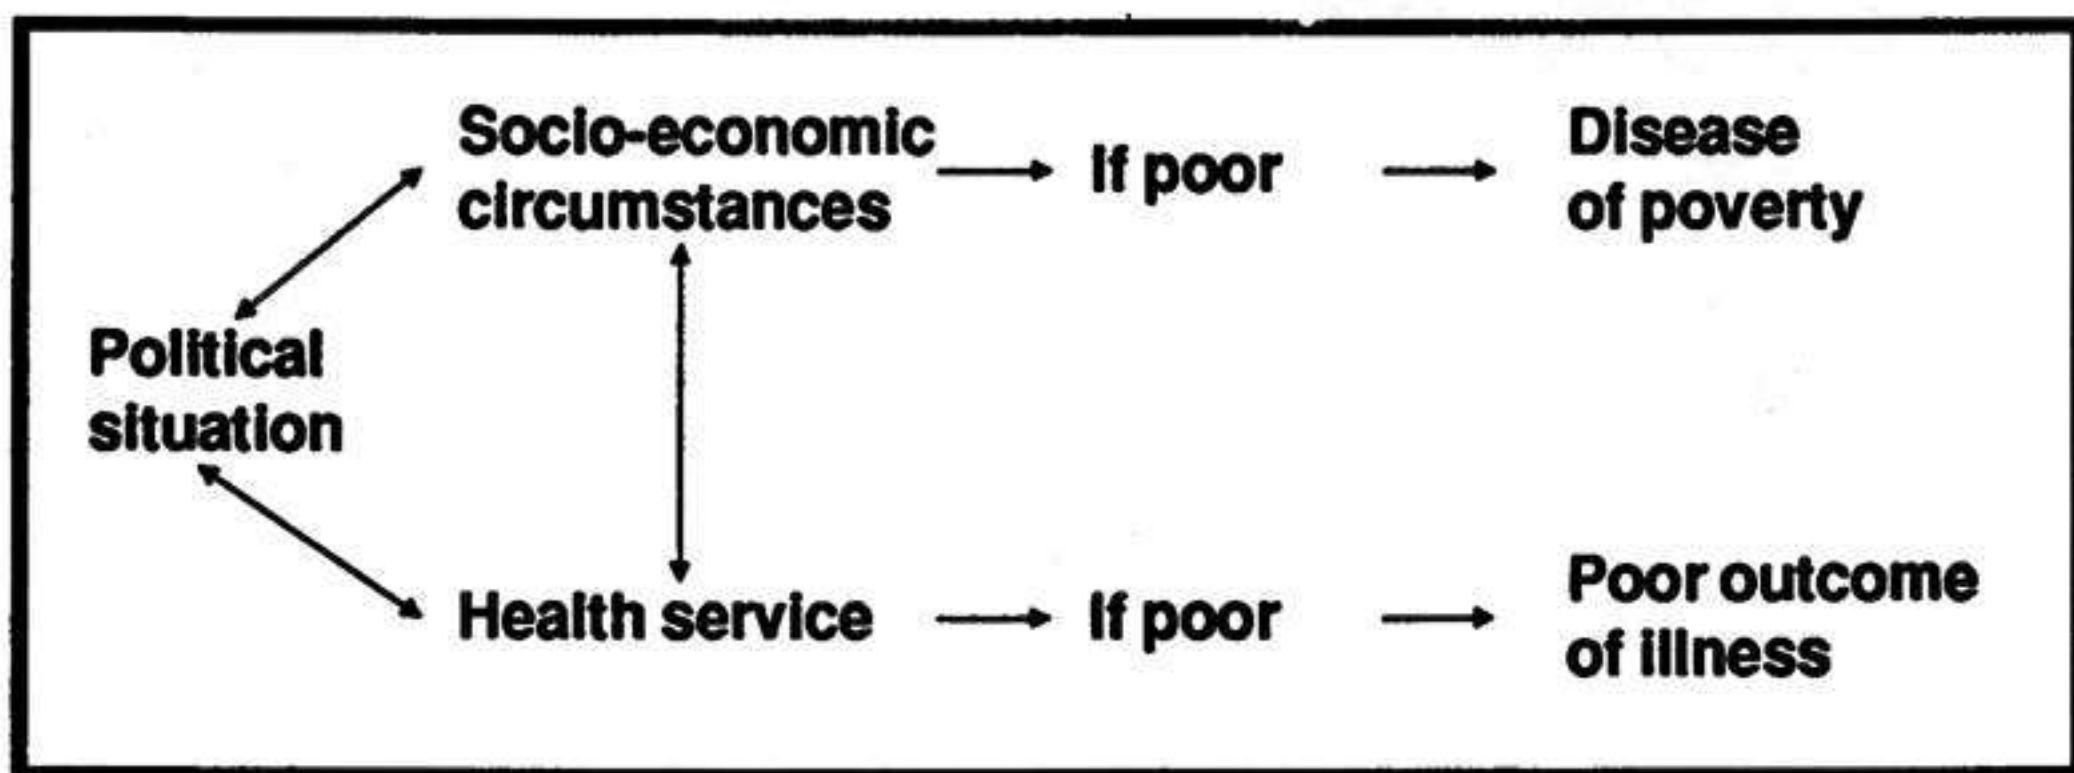 Socio-economic
circumstances
If poor
Disease
of poverty
Political
situation
Health service
If poor
Poor outcome
of illness